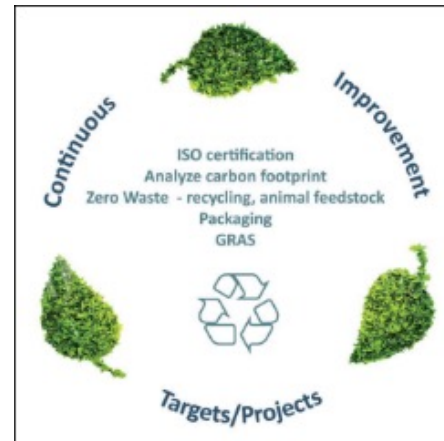 Continuous
Improvement
ISO certification
Analyze carbon footprint
Zero Waste - recycling, animal feedstock
Packaging
GRAS
Targets/Projects